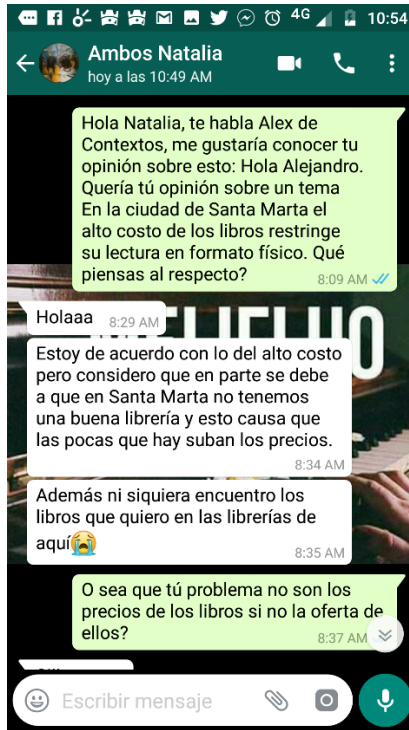 4G 10:54
Ambos Natalia
hoy a las 10:49 AM
Hola Natalia, te habla Alex de
Contextos, me gustaría conocer tu
opinión sobre esto: Hola Alejandro.
Quería tú opinión sobre un tema
En la ciudad de Santa Marta el
alto costo de los libros restringe
su lectura en formato físico. Qué
piensas al respecto?
8:09 AM
Holaaa 8:29 AM
Estoy de acuerdo con lo del alto costo
pero considero que en parte se debe
a que en Santa Marta no tenemos
una buena librería y esto causa que
las pocas que hay suban los precios.
8:34 AM
Además ni siquiera encuentro los
libros que quiero en las librerías de
aquí😭
8:35 AM
O sea que tú problema no son los
precios de los libros si no la oferta de
ellos?
8:37 AM
Escribir mensaje